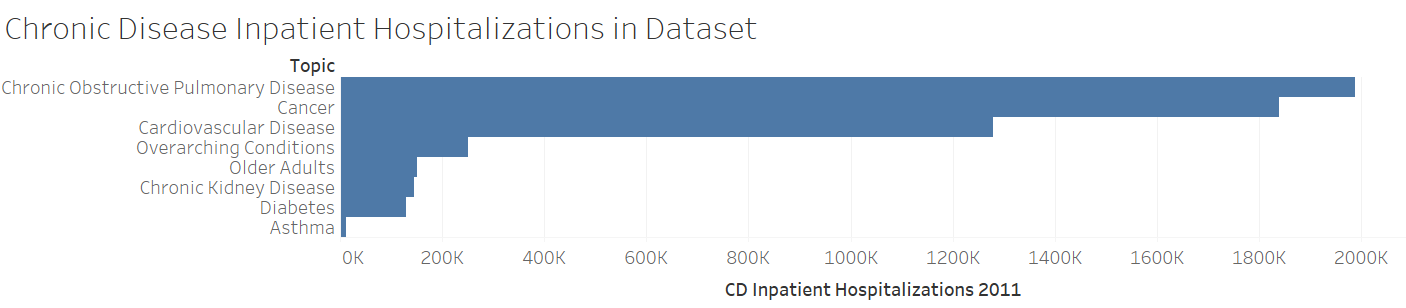 Chronic Disease Inpatient Hospitalizations in Dataset
Topic
Chronic Obstructive Pulmonary Disease
Cancer
Cardiovascular Disease
Overarching Conditions
Older Adults
Chronic Kidney Disease
Diabetes
Asthma
0K 200K 400K 600K 800K 1000K 1200K 1400K 1600K 1800K 2000K
CD Inpatient Hospitalizations 2011